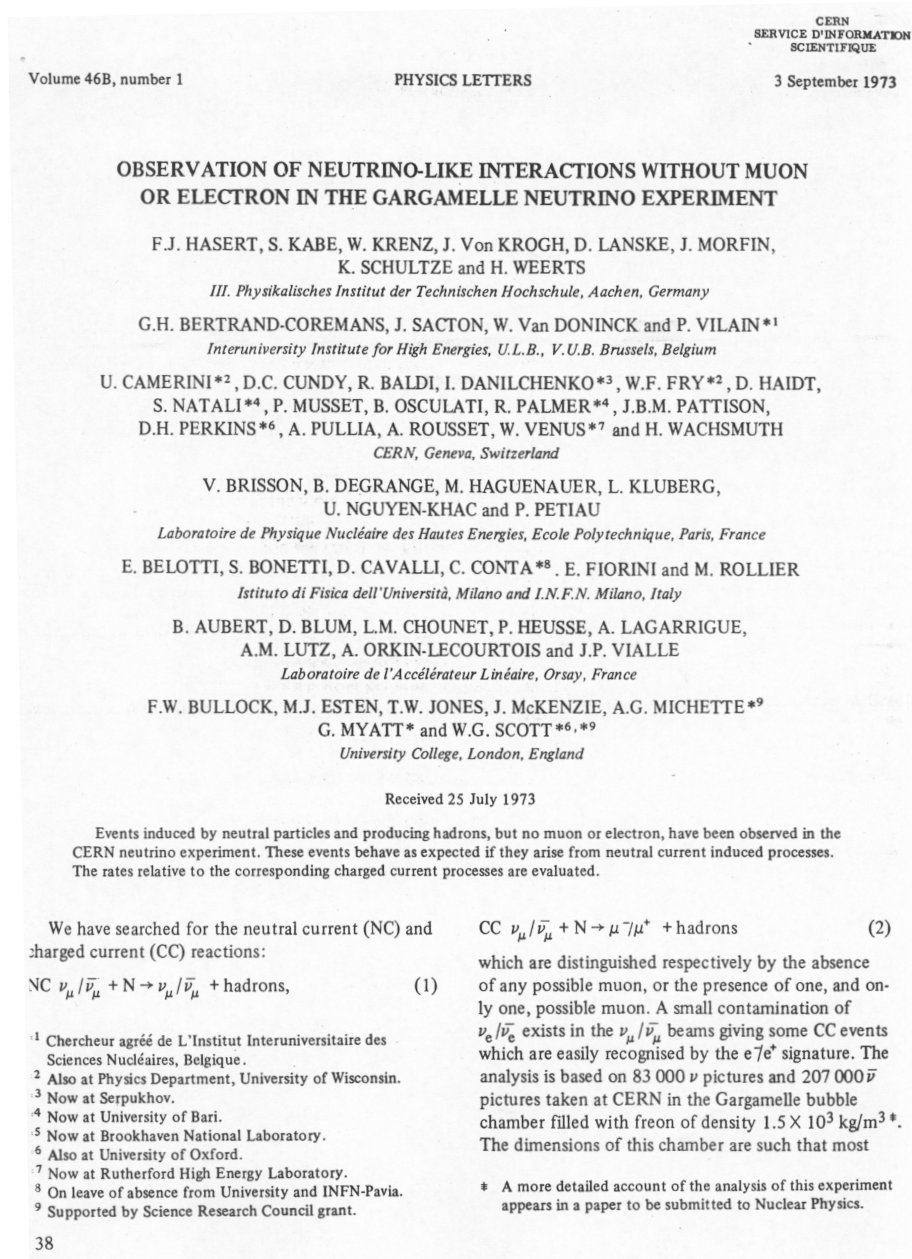 CERN
SERVICE D'INFORMATION
SCIENTIFIQUE
Volume 46B, number 1 PHYSICS LETTERS 3 September 1973
OBSERVATION OF NEUTRINO-LIKE INTERACTIONS WITHOUT MUON
OR ELECTRON IN THE GARGAMELLE NEUTRINO EXPERIMENT
F.J. HASERT, S. KABE, W. KRENZ, J. Von KROGH, D. LANSKE, J. MORFIN,
K. SCHULTZE and H. WEERTS
III. Physikalisches Institut der Technischen Hochschule, Aachen, Germany
G.H. BERTRAND-COREMANS, J. SACTON, W. Van DONINCK and P. VILAIN*1
Interuniversity Institute for High Energies, U.L.B., V.U.B. Brussels, Belgium
U. CAMERINI*2, D.C. CUNDY, R. BALDI, I. DANILCHENKO*3, W.F. FRY*2, D. HAIDT,
S. NATALI*4, P. MUSSET, B. OSCULATI, R. PALMER*4, J.B.M. PATTISON,
D.H. PERKINS*6, A. PULLIA, A. ROUSSET, W. VENUS*7 and H. WACHSMUTH
CERN, Geneva, Switzerland
V. BRISSON, B. DEGRANGE, M. HAGUENAUER, L. KLUBERG,
U. NGUYEN-KHAC and P. PETIAU
Laboratoire de Physique Nucléaire des Hautes Energies, Ecole Polytechnique, Paris, France
E. BELOTTI, S. BONETTI, D. CAVALLI, C. CONTA*8. E. FIORINI and M. ROLLIER
Istituto di Fisica dell'Università, Milano and I.N.F.N. Milano, Italy
B. AUBERT, D. BLUM, L.M. CHOUNET, P. HEUSSE, A. LAGARRIGUE,
A.M. LUTZ, A. ORKIN-LECOURTOIS and J.P. VIALLE
Laboratoire de l'Accélérateur Linéaire, Orsay, France
F.W. BULLOCK, M.J. ESTEN, T.W. JONES, J. McKENZIE, A.G. MICHETTE*9
G. MYATT* and W.G. SCOTT*6,*9
University College, London, England
Received 25 July 1973
Events induced by neutral particles and producing hadrons, but no muon or electron, have been observed in the
CERN neutrino experiment. These events behave as expected if they arise from neutral current induced processes.
The rates relative to the corresponding charged current processes are evaluated.
We have searched for the neutral current (NC) and
charged current (CC) reactions:
NC νμ/ν̄μ + N → νμ/ν̄μ + hadrons, (1)
*1 Chercheur agréé de L'Institut Interuniversitaire des
Sciences Nucléaires, Belgique.
2 Also at Physics Department, University of Wisconsin.
3 Now at Serpukhov.
4 Now at University of Bari.
5 Now at Brookhaven National Laboratory.
6 Also at University of Oxford.
7 Now at Rutherford High Energy Laboratory.
8 On leave of absence from University and INFN-Pavia.
9 Supported by Science Research Council grant.
38
CC νμ/ν̄μ + N → μ⁻/μ⁺ + hadrons (2)
which are distinguished respectively by the absence
of any possible muon, or the presence of one, and on-
ly one, possible muon. A small contamination of
νe/ν̄e exists in the νμ/ν̄μ beams giving some CC events
which are easily recognised by the e⁻/e⁺ signature. The
analysis is based on 83 000 ν pictures and 207 000 ν̄
pictures taken at CERN in the Gargamelle bubble
chamber filled with freon of density 1.5 × 10³ kg/m³ *.
The dimensions of this chamber are such that most
* A more detailed account of the analysis of this experiment
appears in a paper to be submitted to Nuclear Physics.